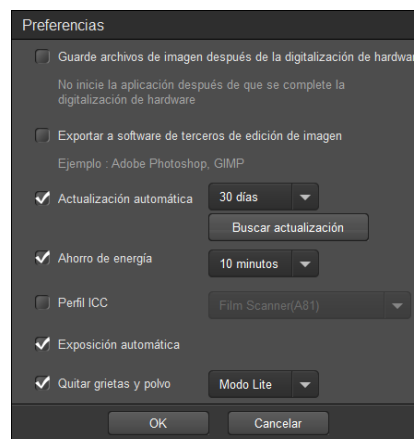 Preferencias
Guarde archivos de imagen después de la digitalización de hardwar
No inicie la aplicación después de que se complete la
digitalización de hardware
Exportar a software de terceros de edición de imagen
Ejemplo : Adobe Photoshop, GIMP
Actualización automática 30 días
Buscar actualización
Ahorro de energía 10 minutos
Perfil ICC Film Scanner(A81)
Exposición automática
Quitar grietas y polvo Modo Lite
OK Cancelar